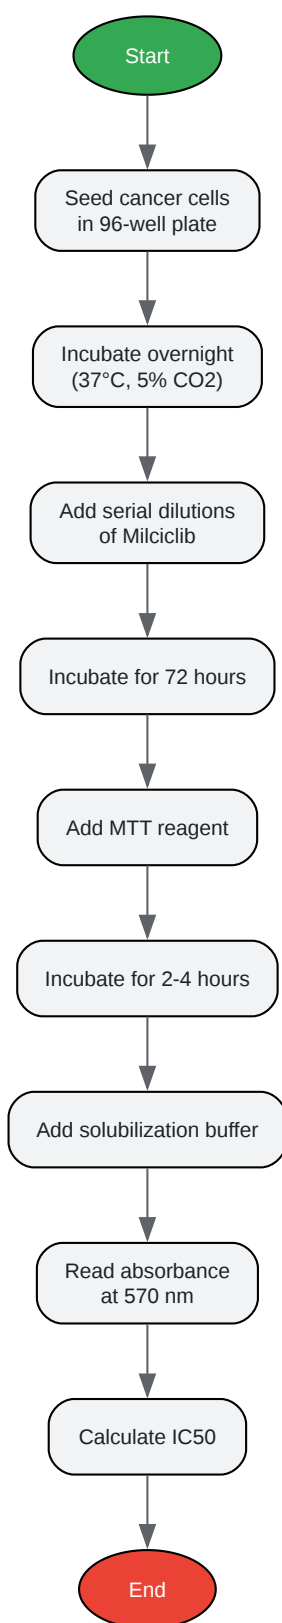 Start
Seed cancer cells
in 96-well plate
Incubate overnight
(37°C, 5% CO2)
Add serial dilutions
of Milciclib
Incubate for 72 hours
Add MTT reagent
Incubate for 2-4 hours
Add solubilization buffer
Read absorbance
at 570 nm
Calculate IC50
End